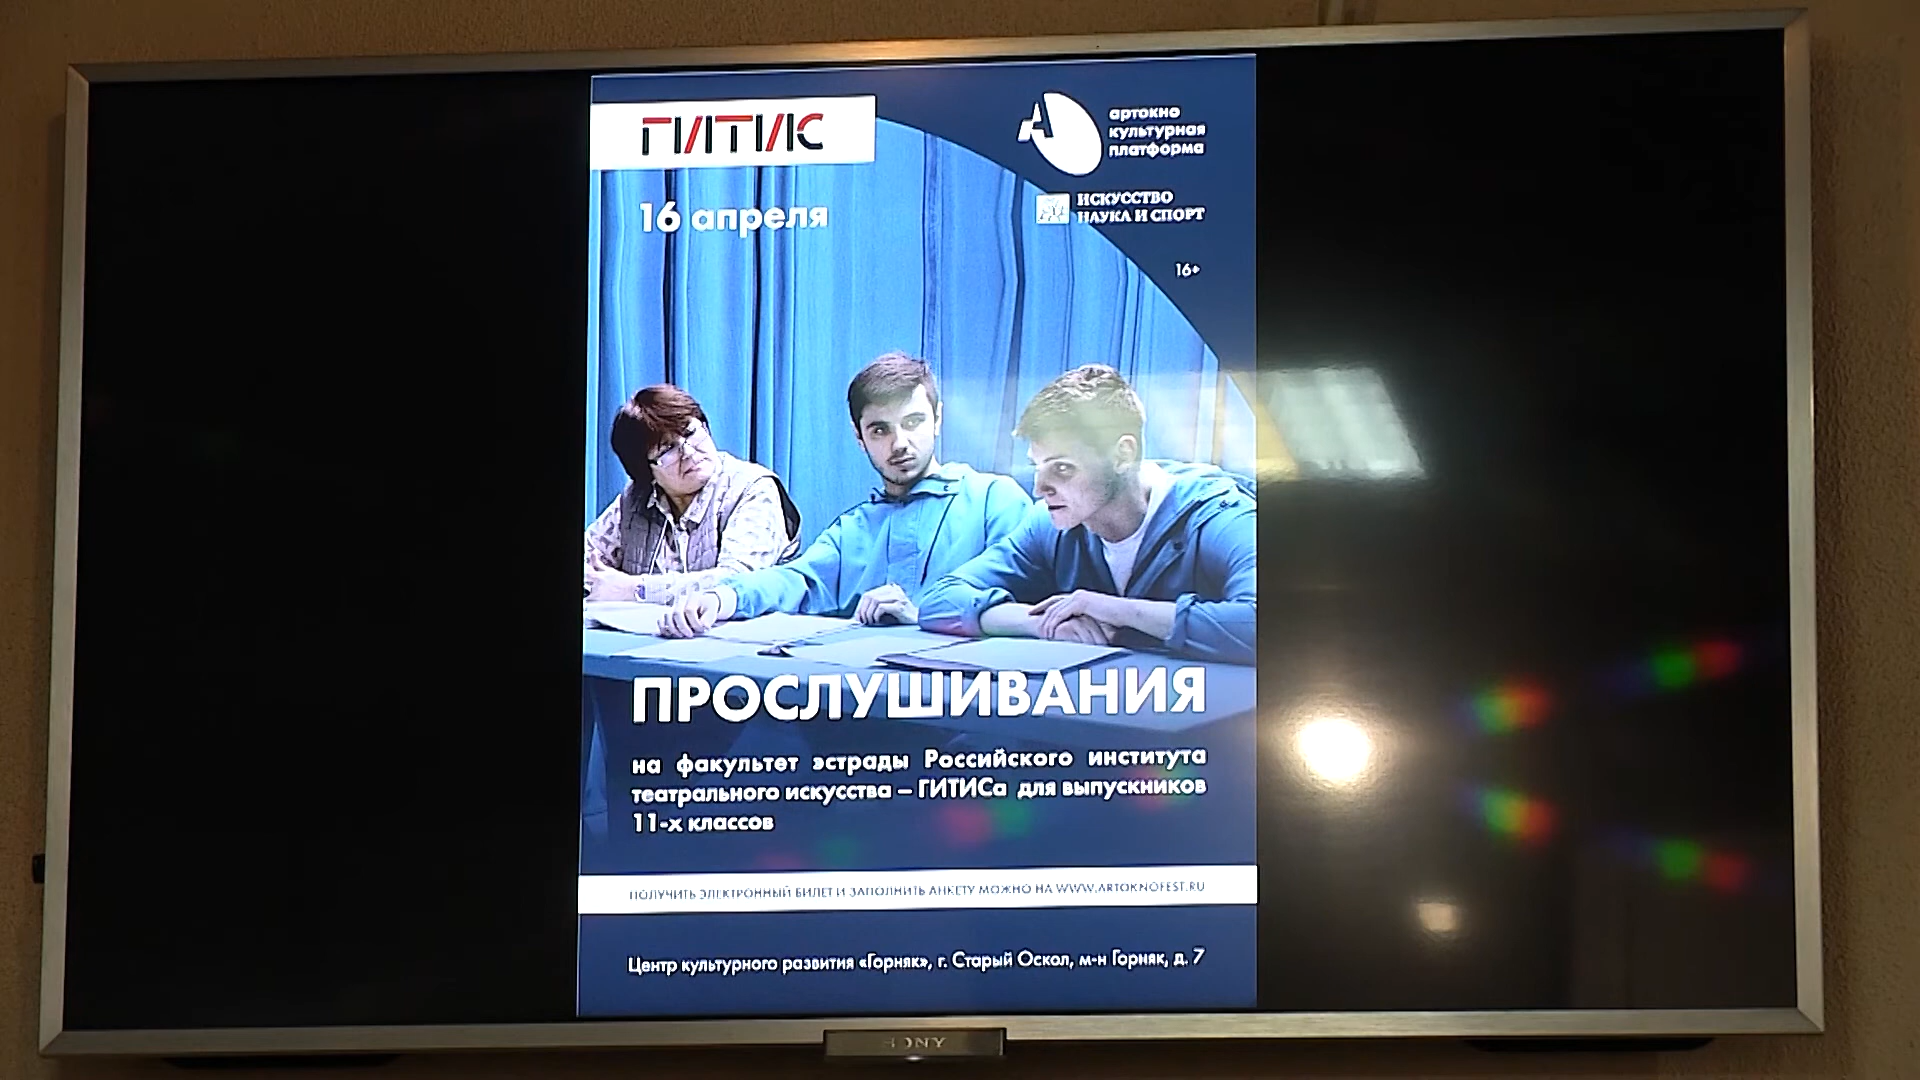 ГИТИС
артокно
культурная
платформа
ИСКУССТВО
НАУКА И СПОРТ
16 апреля
16+
ПРОСЛУШИВАНИЯ
на факультет эстрады Российского института
театрального искусства – ГИТИСа для выпускников
11-х классов
ПОЛУЧИТЬ ЭЛЕКТРОННЫЙ БИЛЕТ И ЗАПОЛНИТЬ АНКЕТУ МОЖНО НА WWW.ARTOKNOFEST.RU
Центр культурного развития «Горняк», г. Старый Оскол, м-н Горняк, д. 7
SONY